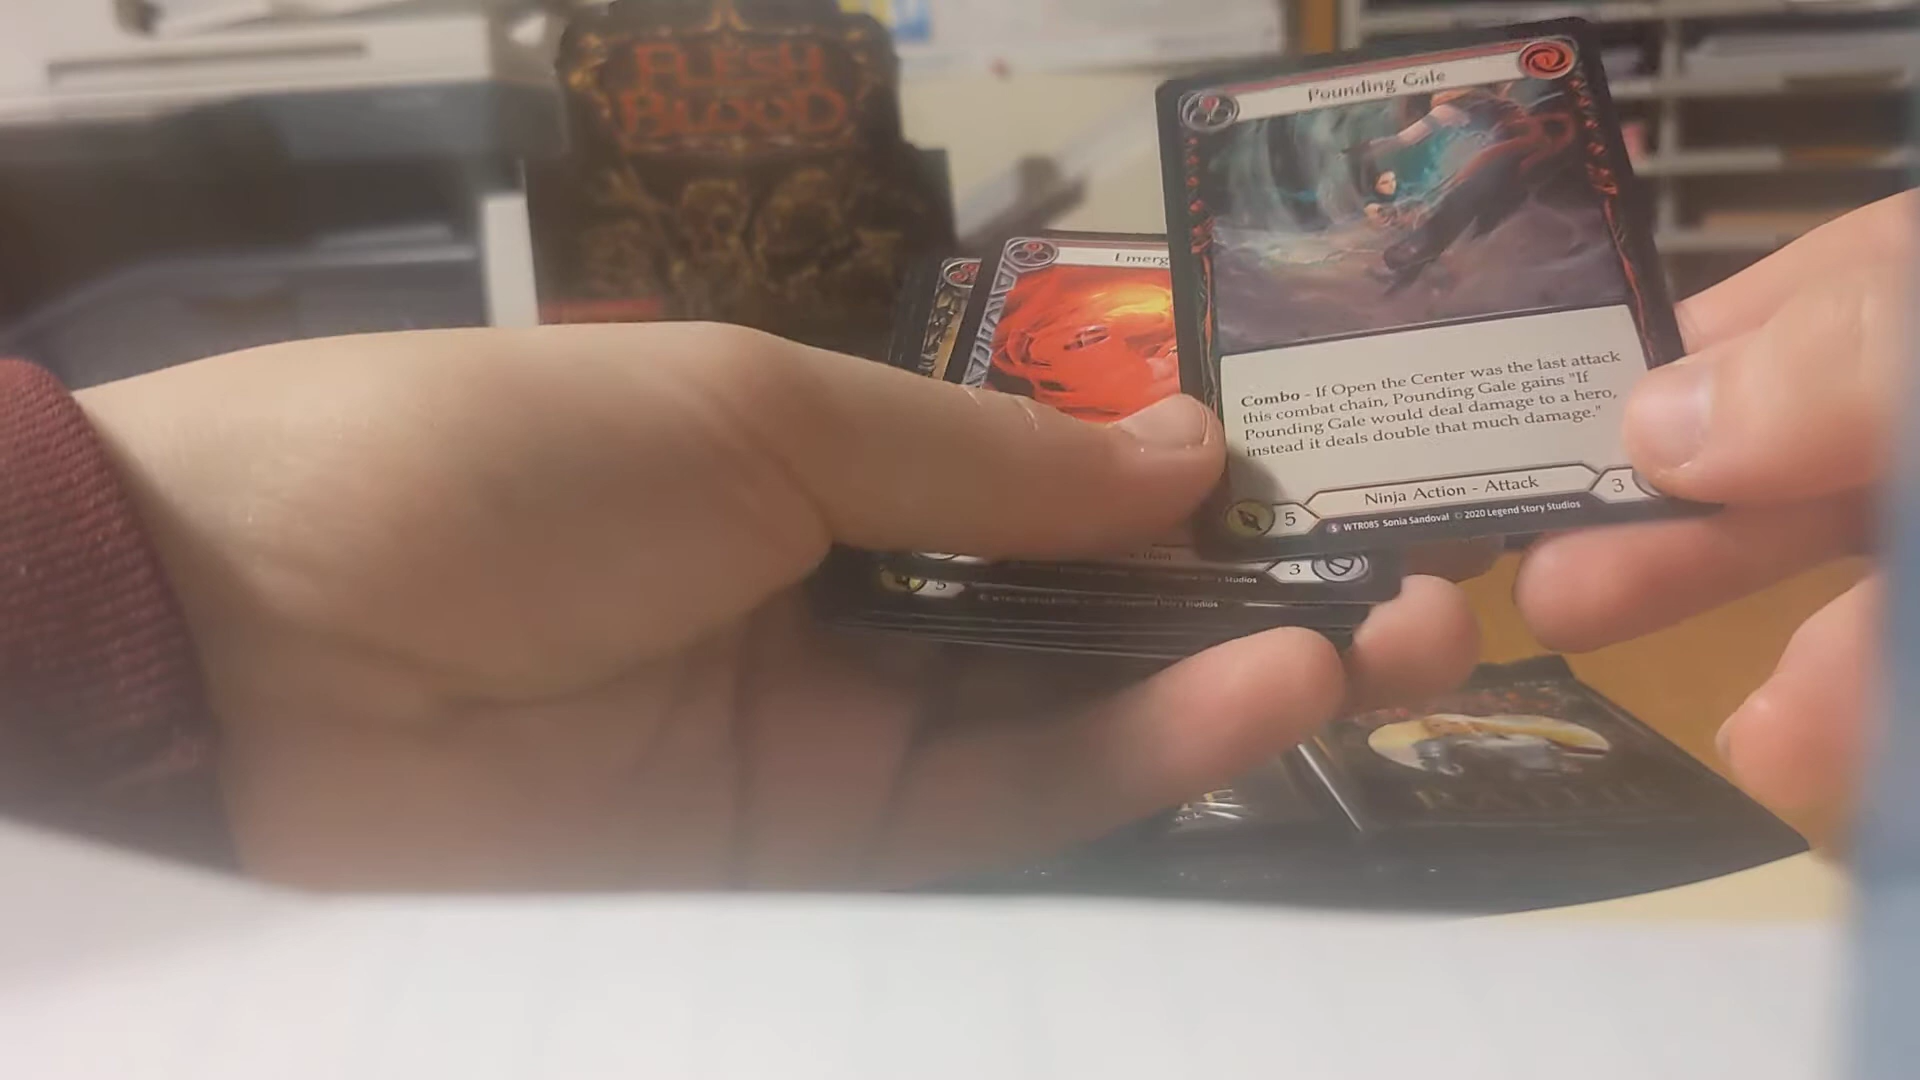 FLESH
BLOOD
Pounding Gale
Emerg
Combo - If Open the Center was the last attack
this combat chain, Pounding Gale gains "If
Pounding Gale would deal damage to a hero,
instead it deals double that much damage."
Ninja Action - Attack
5
3
S WTR085 Sonia Sandoval © 2020 Legend Story Studios
Studios
3
5
Studios